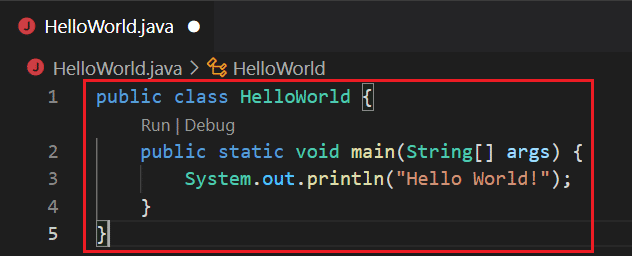 J HelloWorld.java ●
J HelloWorld.java > HelloWorld
1 public class HelloWorld {
Run | Debug
2     public static void main(String[] args) {
3         System.out.println("Hello World!");
4     }
5 }